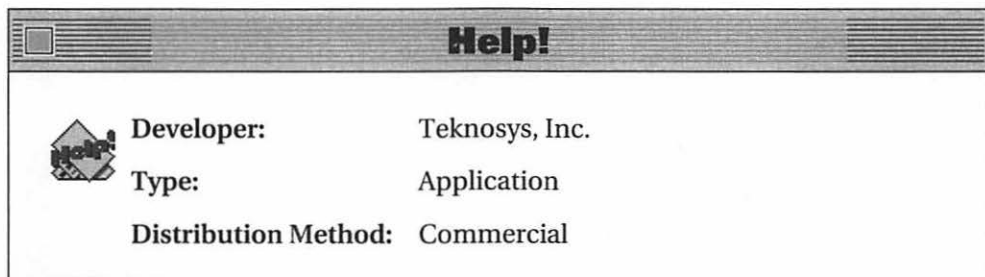 Help!
Help!
Developer: Teknosys, Inc.
Type: Application
Distribution Method: Commercial